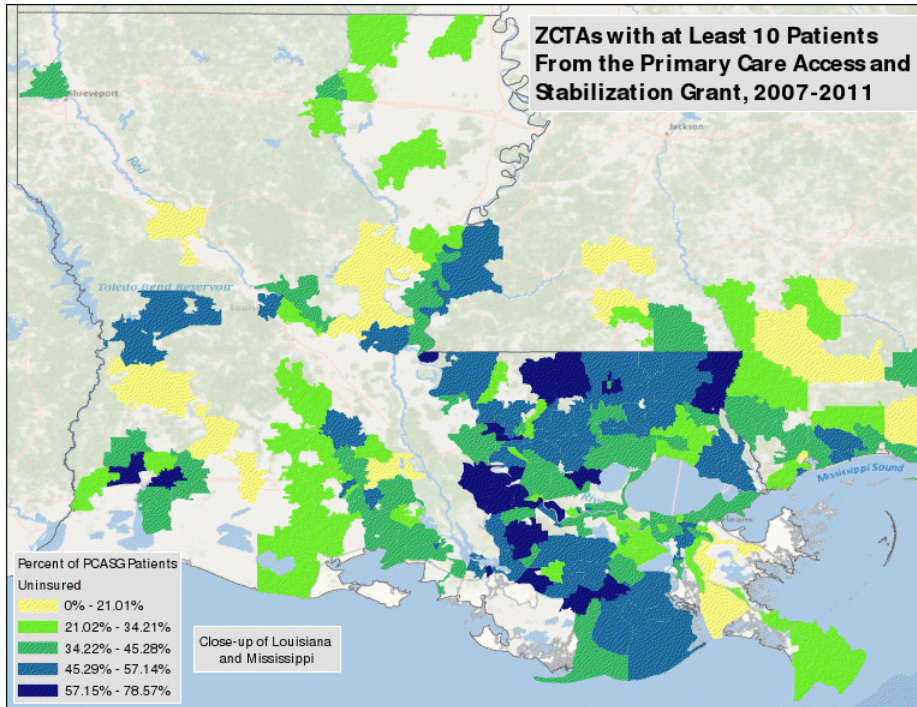 ZCTAs with at Least 10 Patients
From the Primary Care Access and
Stabilization Grant, 2007-2011
Shreveport
Jackson
Red
Toledo Bend Reservoir
Mississippi Sound
Percent of PCASG Patients
Uninsured
0% - 21.01%
21.02% - 34.21%
34.22% - 45.28%
45.29% - 57.14%
57.15% - 78.57%
Close-up of Louisiana
and Mississippi